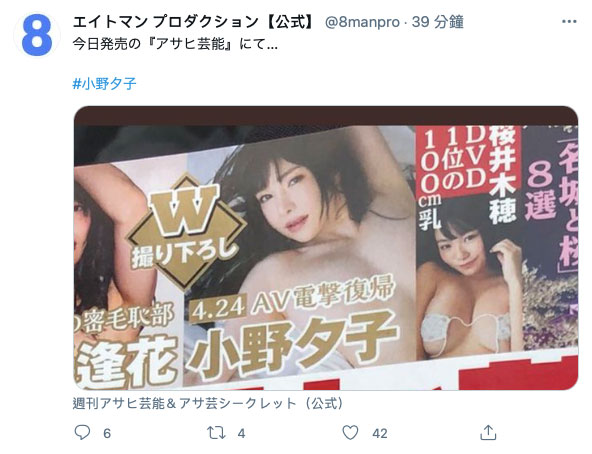 エイトマン プロダクション【公式】 @8manpro · 39 分鐘
今日発売の『アサヒ芸能』にて...
#小野夕子
W
撮り下ろし
密毛恥部
逢花
4.24 AV電撃復帰
小野夕子
桜井木穂
DVD
1位の
100cm乳
「名城と桜」
8選
週刊アサヒ芸能＆アサ芸シークレット（公式）
6
4
42